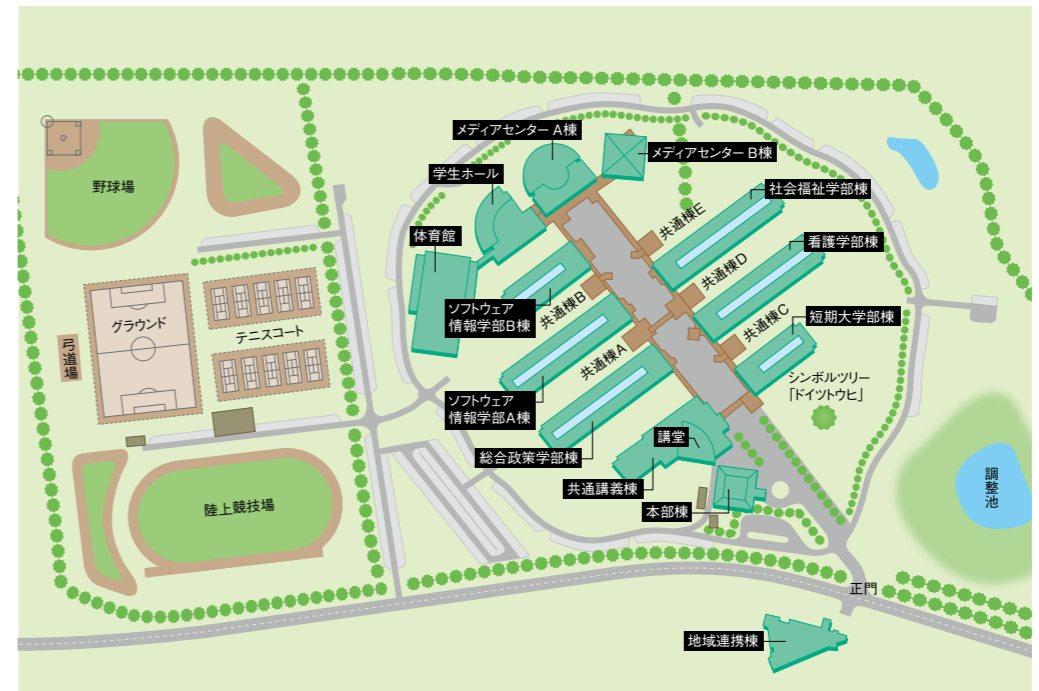 メディアセンターA棟
メディアセンターB棟
学生ホール
社会福祉学部棟
野球場
体育館
共通棟E
看護学部棟
共通棟D
ソフトウェア
情報学部B棟
共通棟B
共通棟C
短期大学部棟
グラウンド
テニスコート
弓道場
共通棟A
シンボルツリー
「ドイツトウヒ」
ソフトウェア
情報学部A棟
講堂
総合政策学部棟
共通講義棟
調整池
陸上競技場
本部棟
正門
地域連携棟